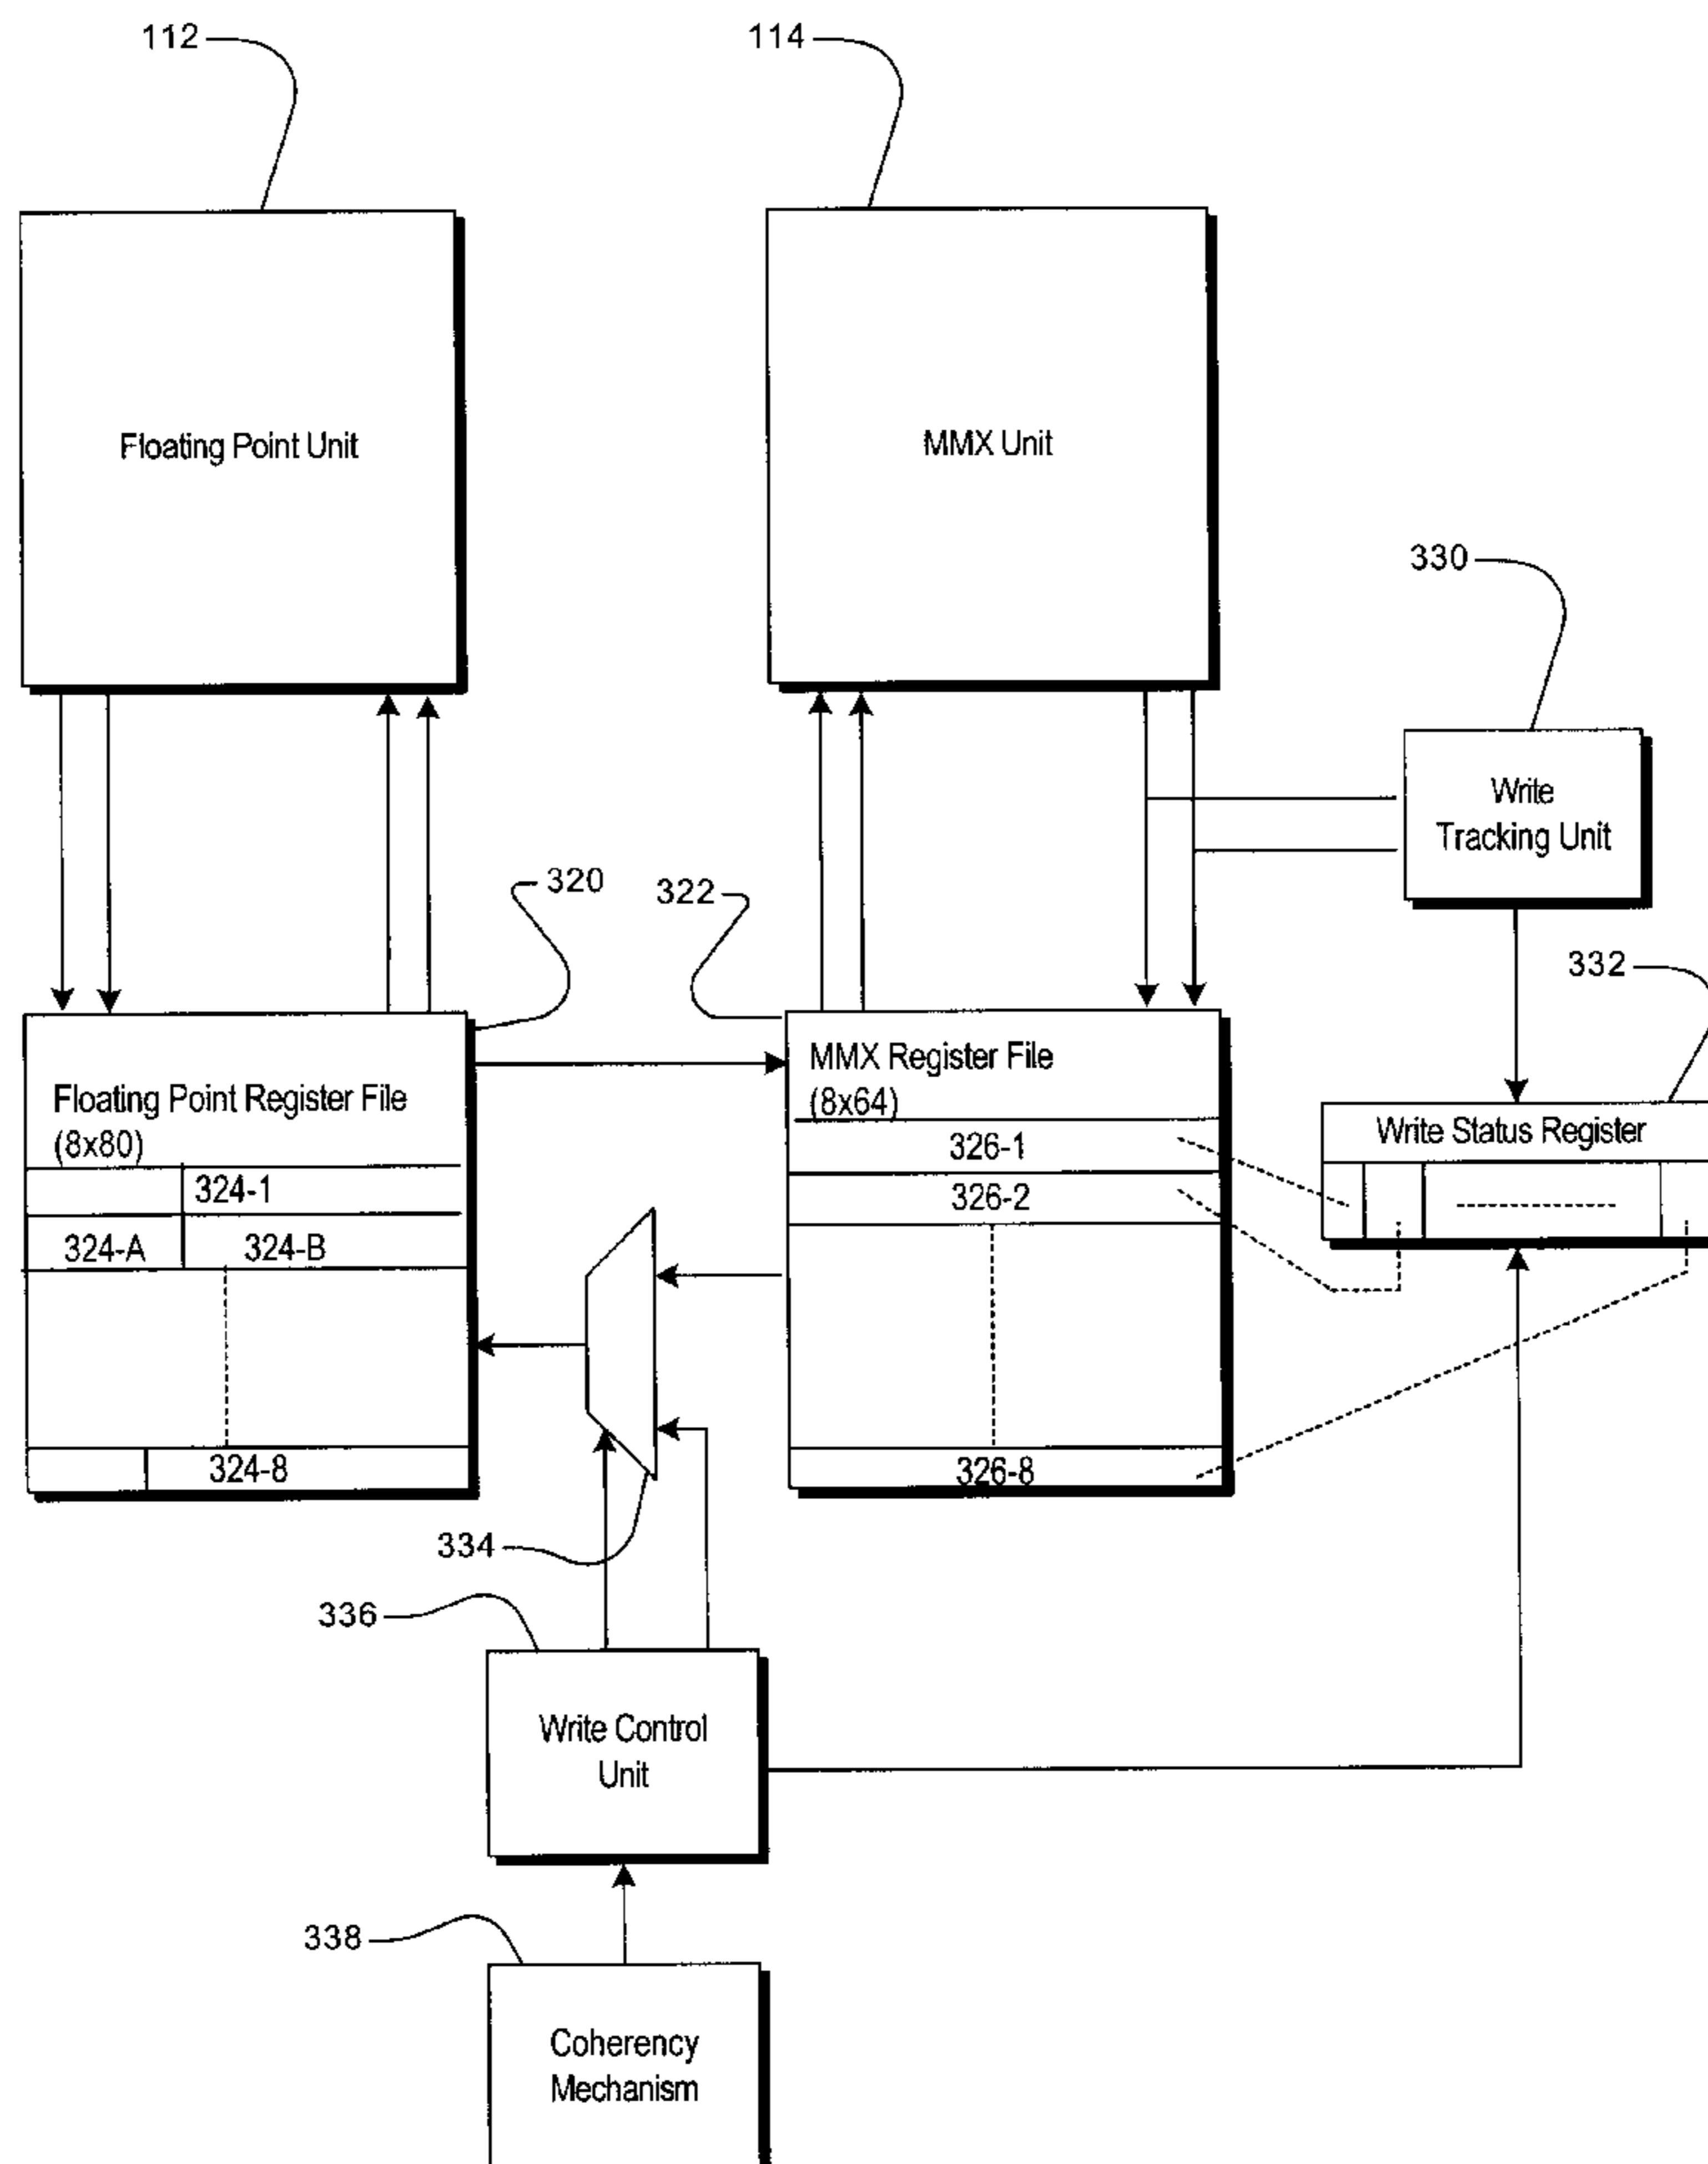 112
114
Floating Point Unit
MMX Unit
330
Write
Tracking Unit
320
322
332
Floating Point Register File
(8x80)
324-1
324-A
324-B
324-8
MMX Register File
(8x64)
326-1
326-2
326-8
Write Status Register
334
336
Write Control
Unit
338
Coherency
Mechanism